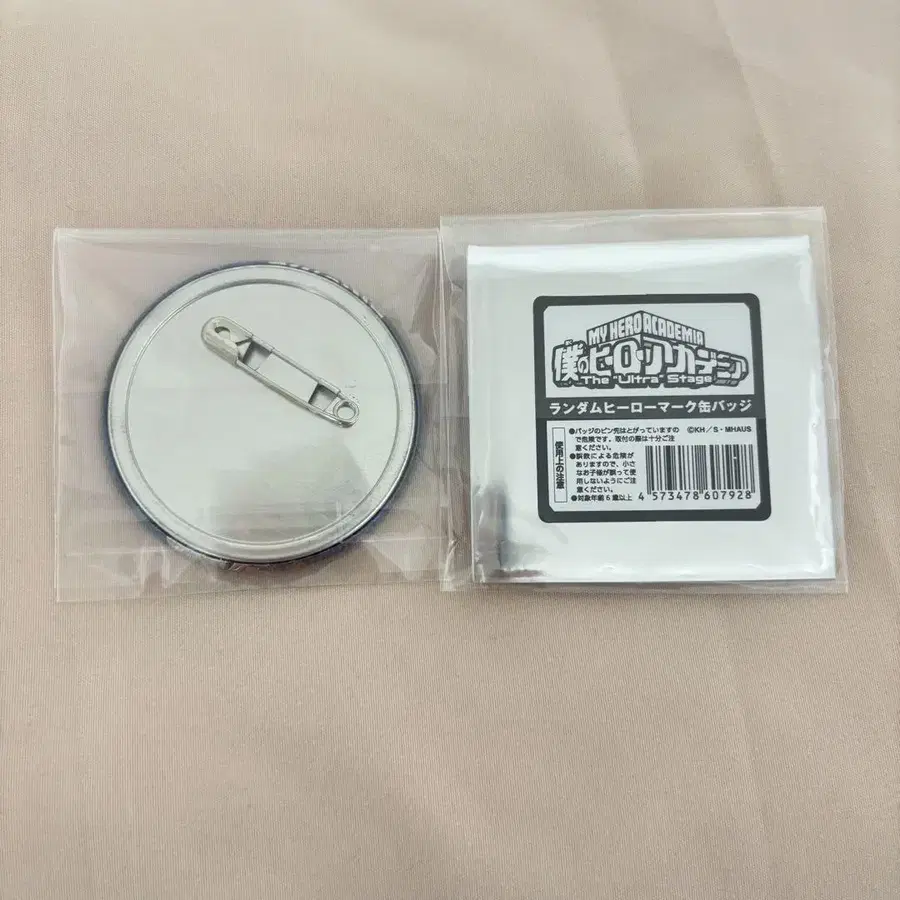 MY HERO ACADEMIA
僕のヒーローアカデミア
The "Ultra" Stage
ランダムヒーローマーク缶バッジ
使用上の注意
●バッジのピン先はとがっていますの
で危険です。取付の際は十分ご注
意ください。
●誤飲による危険が
ありますので、小さ
なお子様が誤って使
用しないようにご注
意ください。
●対象年齢6歳以上
©KH/S・MHAUS
4 573478 607928